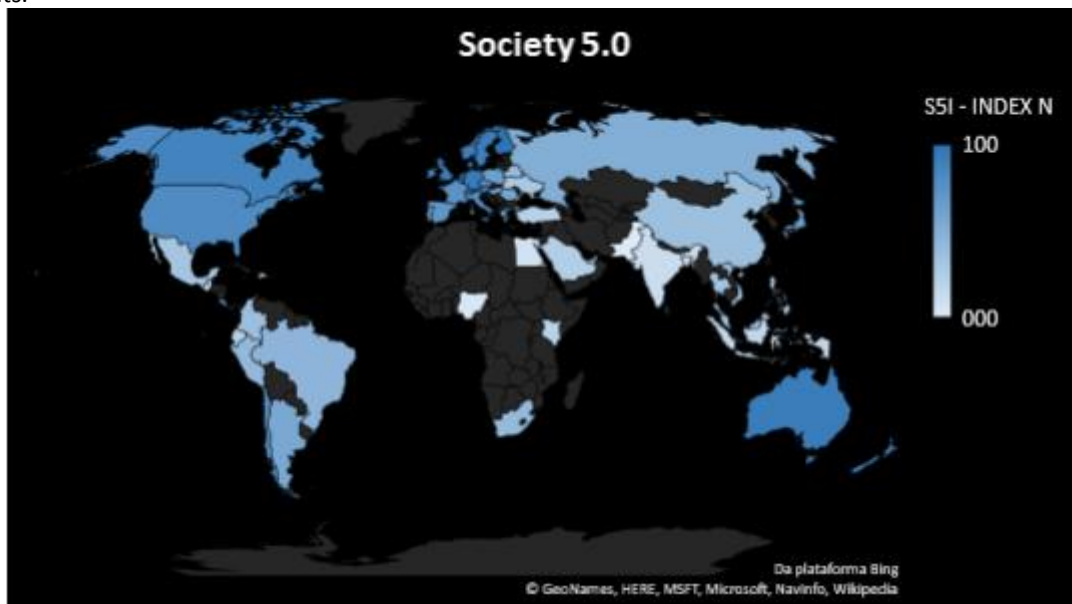 Society 5.0
S5I - INDEX N
100
000
Da plataforma Bing
© GeoNames, HERE, MSFT, Microsoft, NavInfo, Wikipedia